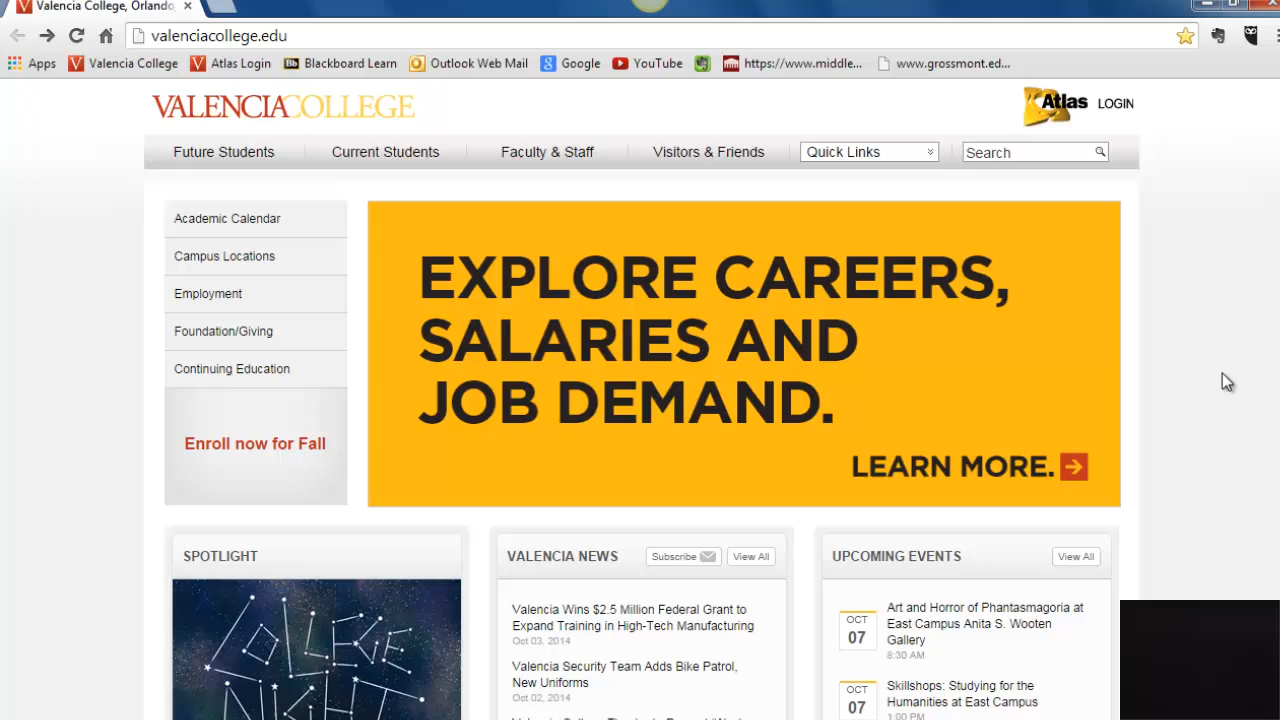 Valencia College, Orlando
valenciacollege.edu
Apps
Valencia College
Atlas Login
Bb
Blackboard Learn
Outlook Web Mail
Google
YouTube
https://www.middle...
www.grossmont.ed...
VALENCIACOLLEGE
Atlas LOGIN
Future Students
Current Students
Faculty & Staff
Visitors & Friends
Quick Links
Search
Academic Calendar
Campus Locations
Employment
Foundation/Giving
Continuing Education
Enroll now for Fall
EXPLORE CAREERS,
SALARIES AND
JOB DEMAND.
LEARN MORE.
SPOTLIGHT
COLLEGE
NIGHT
VALENCIA NEWS
Subscribe
View All
Valencia Wins $2.5 Million Federal Grant to
Expand Training in High-Tech Manufacturing
Oct 03, 2014
Valencia Security Team Adds Bike Patrol,
New Uniforms
Oct 02, 2014
UPCOMING EVENTS
View All
OCT
07
Art and Horror of Phantasmagoria at
East Campus Anita S. Wooten
Gallery
8:30 AM
OCT
07
Skillshops: Studying for the
Humanities at East Campus
1:00 PM